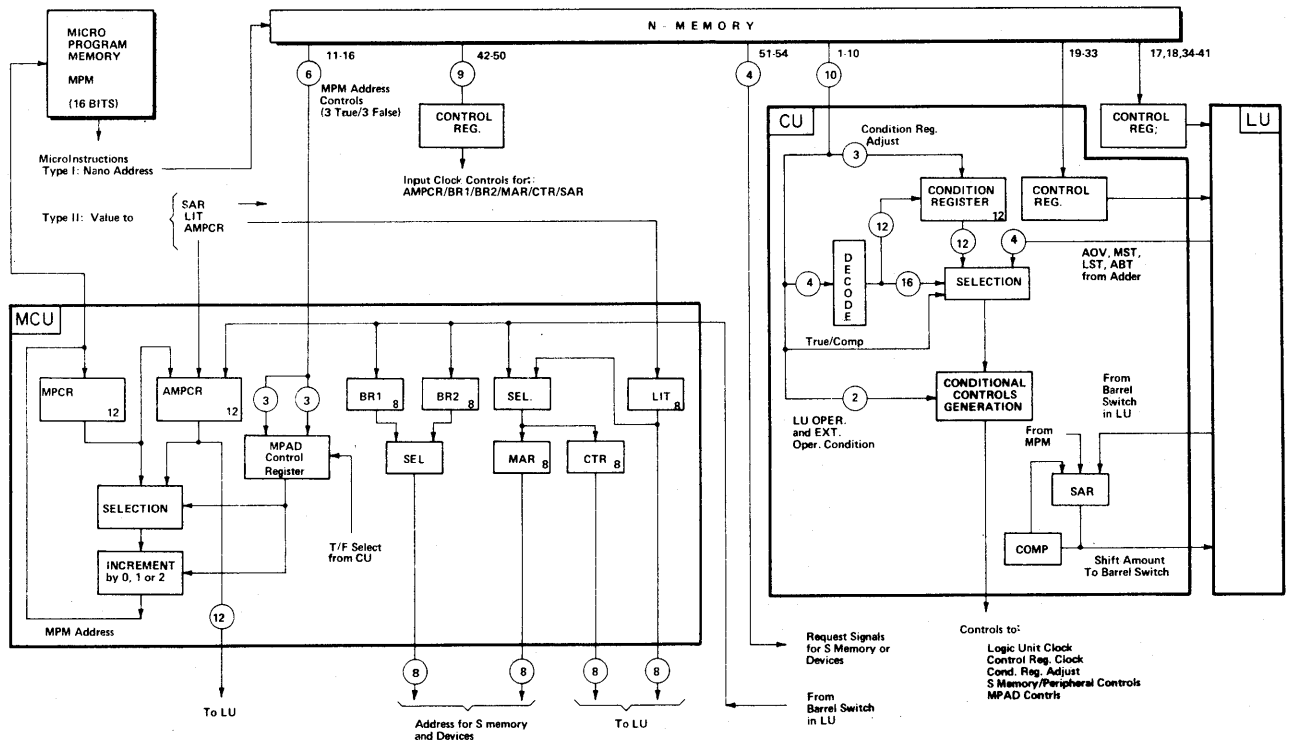 N - MEMORY
MICRO
PROGRAM
MEMORY
MPM
(16 BITS)
11-16
6
MPM Address
Controls
(3 True/3 False)
42-50
9
CONTROL
REG.
Input Clock Controls for:
AMPCR/BR1/BR2/MAR/CTR/SAR
51-54
4
1-10
10
19-33
17,18,34-41
MicroInstructions
Type I: Nano Address
Type II: Value to
SAR
LIT
AMPCR
CU
Condition Reg.
Adjust
3
CONDITION
REGISTER
12
CONTROL
REG.
CONTROL
REG;
LU
12
12
4
AOV, MST,
LST, ABT
from Adder
4
DECODE
16
SELECTION
True/Comp
2
CONDITIONAL
CONTROLS
GENERATION
LU OPER.
and EXT.
Oper. Condition
From
Barrel
Switch
in LU
From
MPM
SAR
COMP
Shift Amount
To Barrel Switch
MCU
MPCR
12
AMPCR
12
3
3
BR1
8
BR2
8
SEL.
LIT
8
MPAD
Control
Register
SEL
MAR
8
CTR
8
SELECTION
T/F Select
from CU
INCREMENT
by 0, 1 or 2
MPM Address
12
To LU
8
8
8
8
Address for S memory
and Devices
To LU
Request Signals
for S Memory or
Devices
From
Barrel Switch
in LU
Controls to:
Logic Unit Clock
Control Reg. Clock
Cond. Reg. Adjust
S Memory/Peripheral Controls
MPAD Contrls